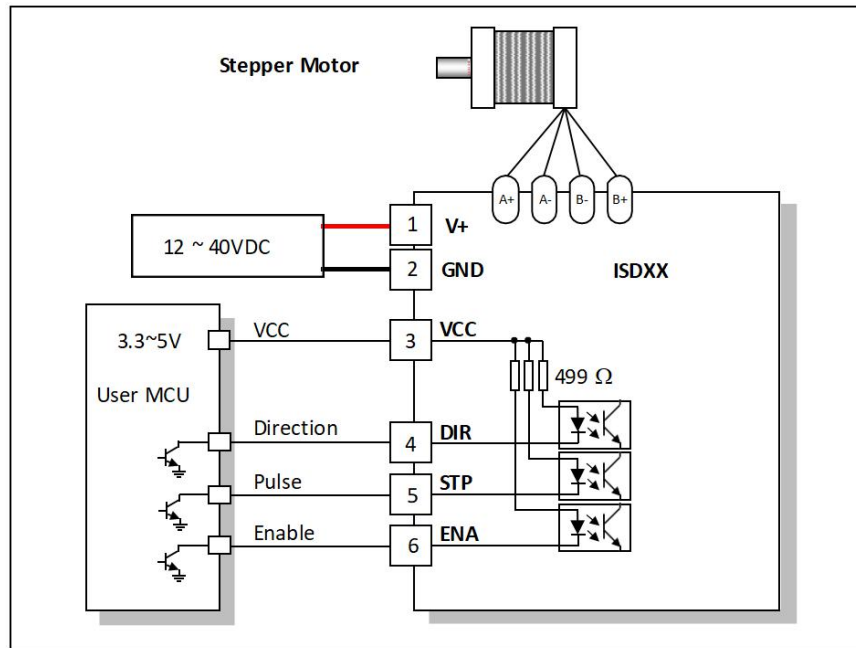 Stepper Motor
A+ A- B- B+
1 V+
12 ~ 40VDC
2 GND
ISDXX
3.3~5V
VCC
3
VCC
499 Ω
User MCU
Direction
4 DIR
Pulse
5 STP
Enable
6 ENA